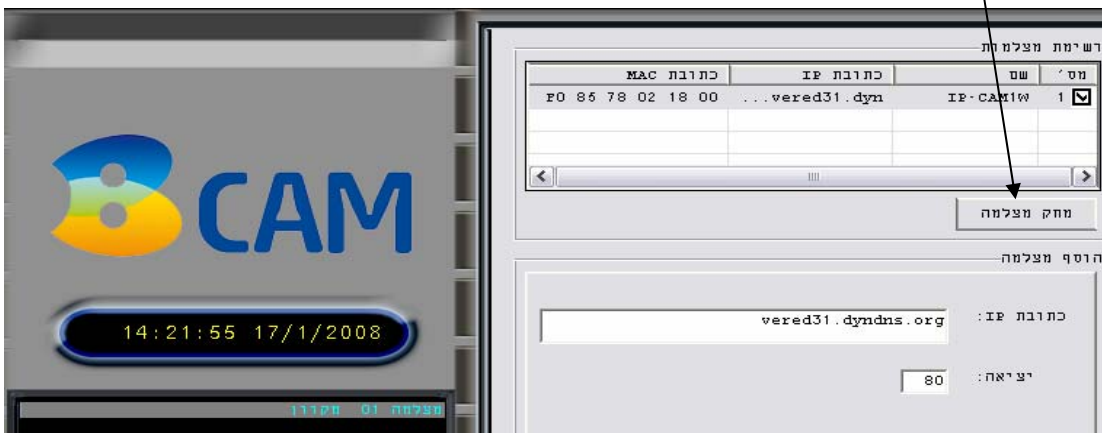 B CAM
14:21:55 17/1/2008
מצלמה 01 מקוון
רשימת מצלמות
מס׳ שם כתובת IP כתובת MAC
1 IP-CAM1W vered31.dyn... 00 18 02 78 85 F0
מחק מצלמה
הוסף מצלמה
כתובת IP: vered31.dyndns.org
יציאה: 80